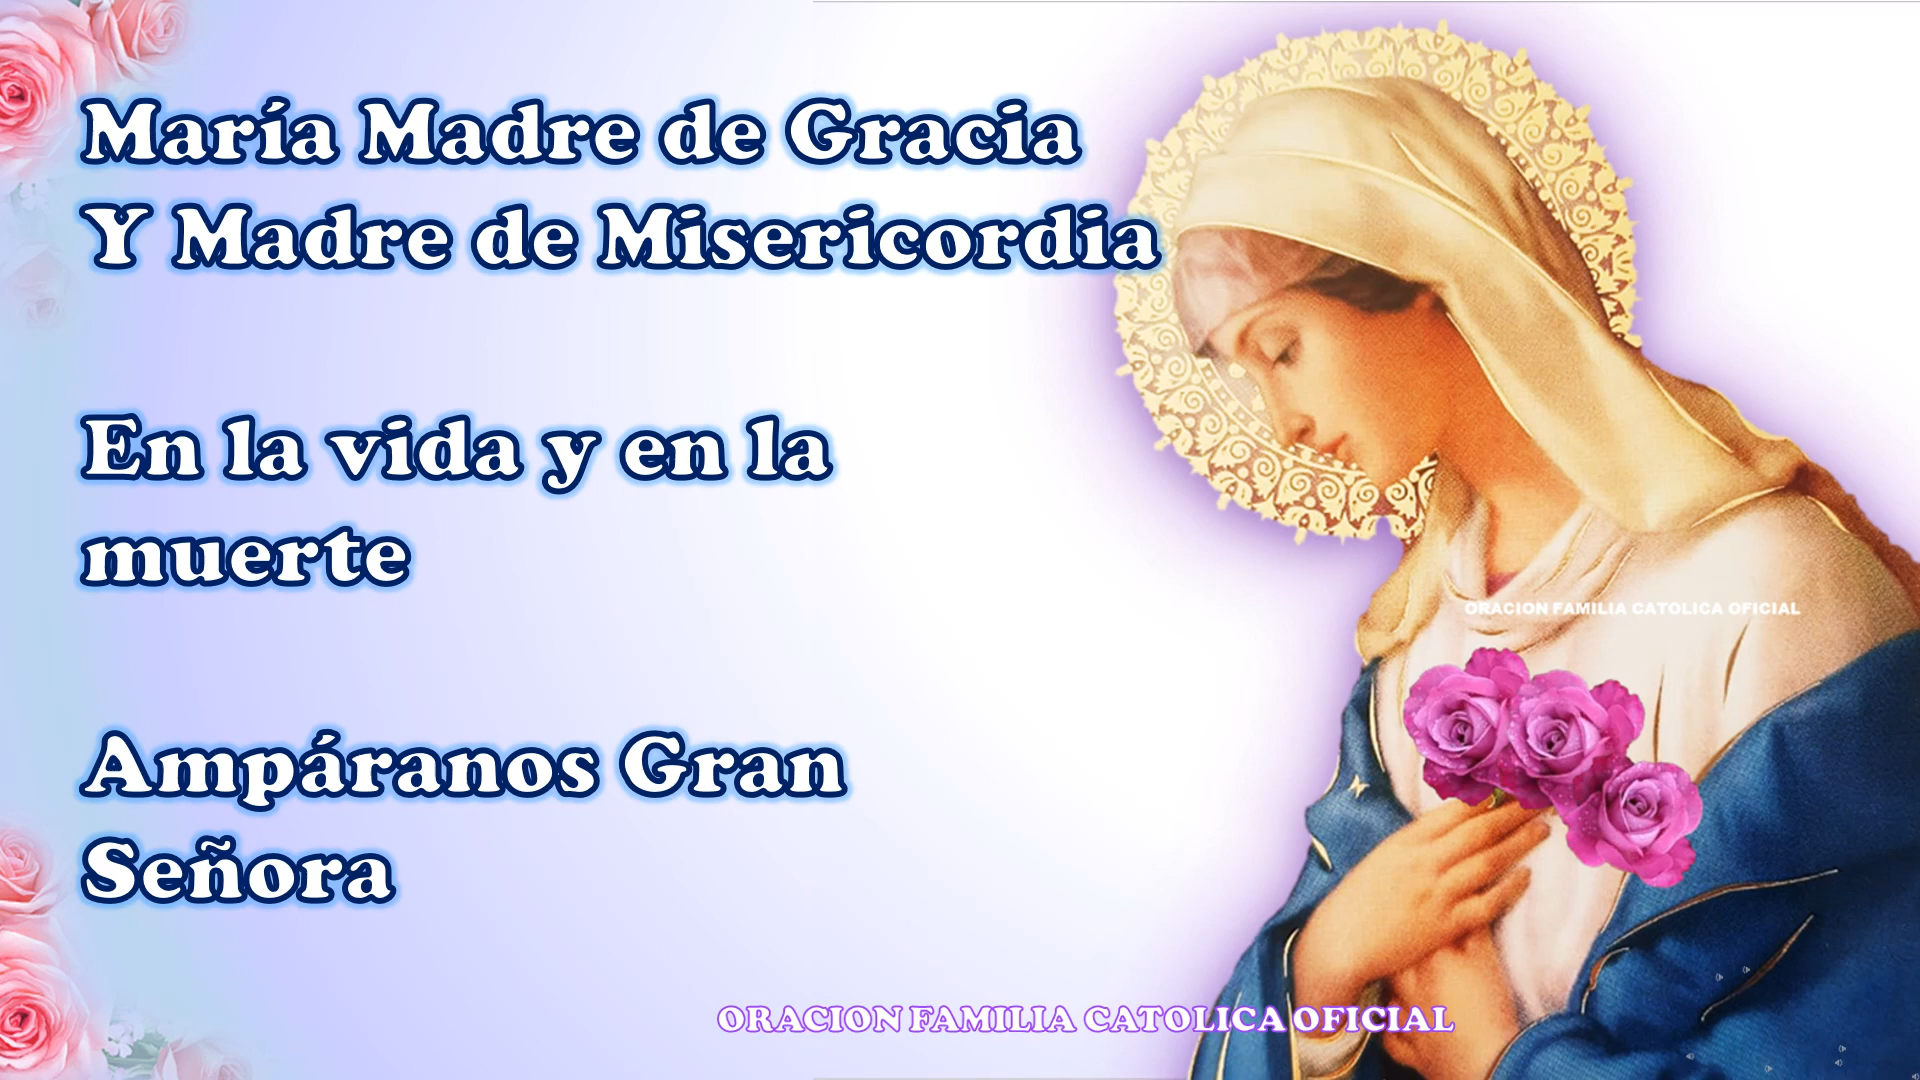 María Madre de Gracia
Y Madre de Misericordia
En la vida y en la
muerte
Ampáranos Gran
Señora
ORACION FAMILIA CATOLICA OFICIAL
ORACION FAMILIA CATOLICA OFICIAL